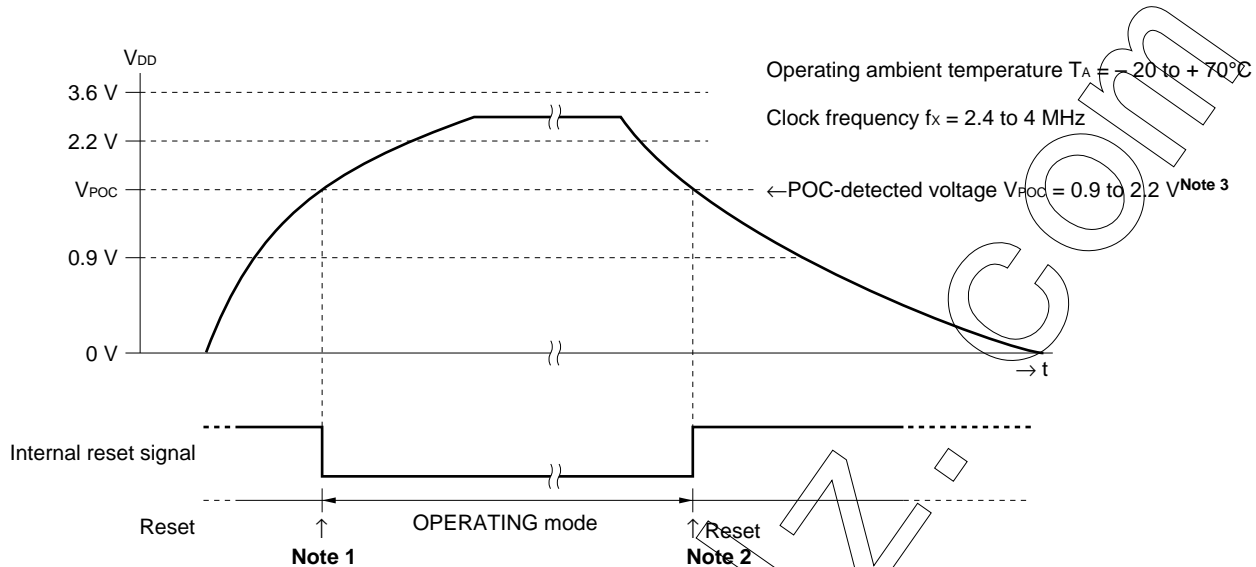 VDD
Operating ambient temperature TA = – 20 to + 70°C
3.6 V
Clock frequency fX = 2.4 to 4 MHz
2.2 V
VPOC
←POC-detected voltage VPOC = 0.9 to 2.2 V Note 3
0.9 V
0 V
→ t
Internal reset signal
Reset
OPERATING mode
Reset
Note 1
Note 2
z.com